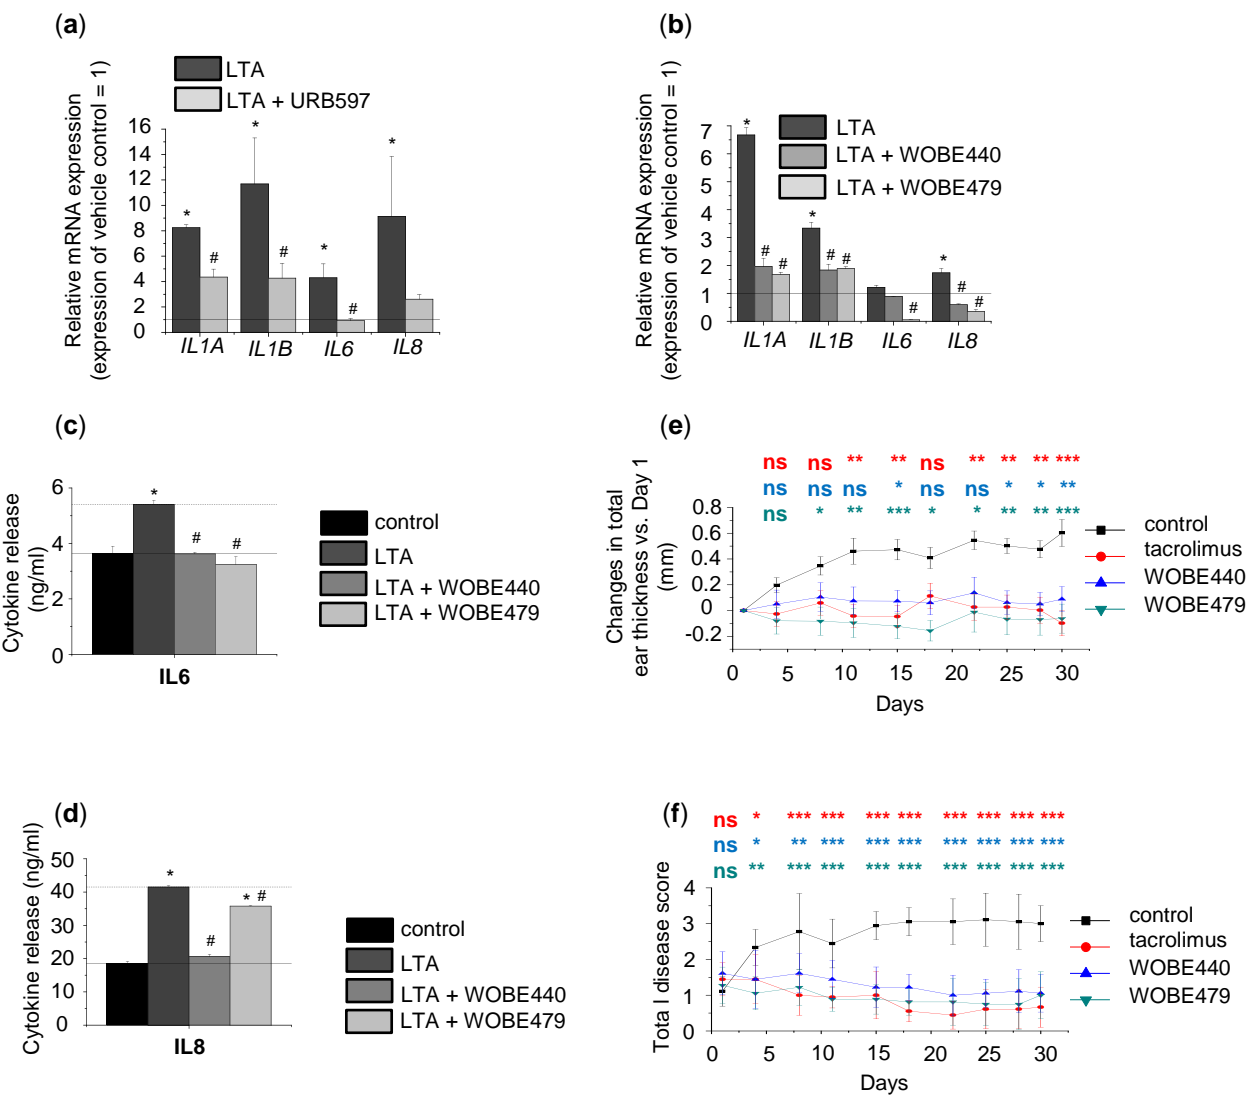 (a)
LTA
LTA + URB597
Relative mRNA expression
(expression of vehicle control = 1)
16
14
12
10
8
6
4
2
0
* # * # * # *
IL1A IL1B IL6 IL8
(b)
LTA
LTA + WOBE440
LTA + WOBE479
Relative mRNA expression
(expression of vehicle control = 1)
7
6
5
4
3
2
1
0
* # # * # # # * # #
IL1A IL1B IL6 IL8
(c)
Cytokine release
(ng/ml)
6
4
2
0
* # #
IL6
control
LTA
LTA + WOBE440
LTA + WOBE479
(e)
ns ns ** ** ns ** ** ** ***
ns ns ns * ns ns * * **
ns * ** *** * * ** ** ***
Changes in total
ear thickness vs. Day 1
(mm)
0.8
0.6
0.4
0.2
0
-0.2
0 5 10 15 20 25 30
Days
control
tacrolimus
WOBE440
WOBE479
(d)
Cytokine release (ng/ml)
50
40
30
20
10
0
* # * #
IL8
control
LTA
LTA + WOBE440
LTA + WOBE479
(f)
ns * *** *** *** *** *** *** *** ***
ns * ** *** *** *** *** *** *** ***
ns ** *** *** *** *** *** *** *** ***
Tota l disease score
4
3
2
1
0
0 5 10 15 20 25 30
Days
control
tacrolimus
WOBE440
WOBE479